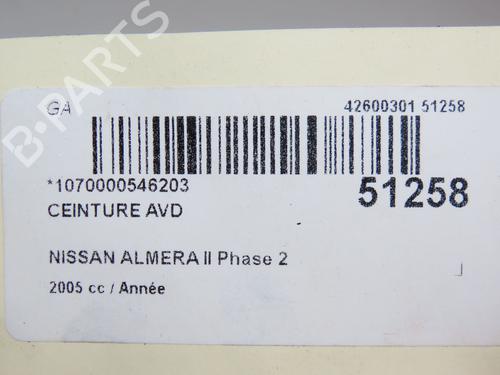 GA 42600301 51258
*1070000546203 51258
CEINTURE AVD
NISSAN ALMERA II Phase 2
2005 cc / Année
B-PARTS